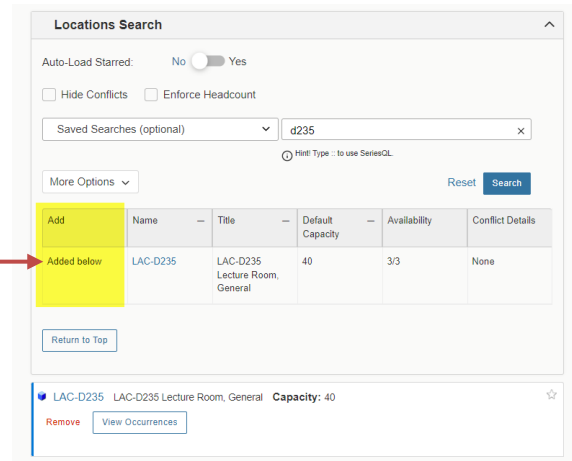 Locations Search
Auto-Load Starred: No Yes
Hide Conflicts Enforce Headcount
Saved Searches (optional) d235 ×
Hint! Type :: to use SeriesQL.
More Options Reset Search
Add Name – Title – Default Capacity – Availability Conflict Details
Added below LAC-D235 LAC-D235 40 3/3 None
Lecture Room,
General
Return to Top
LAC-D235 LAC-D235 Lecture Room, General Capacity: 40
Remove View Occurrences